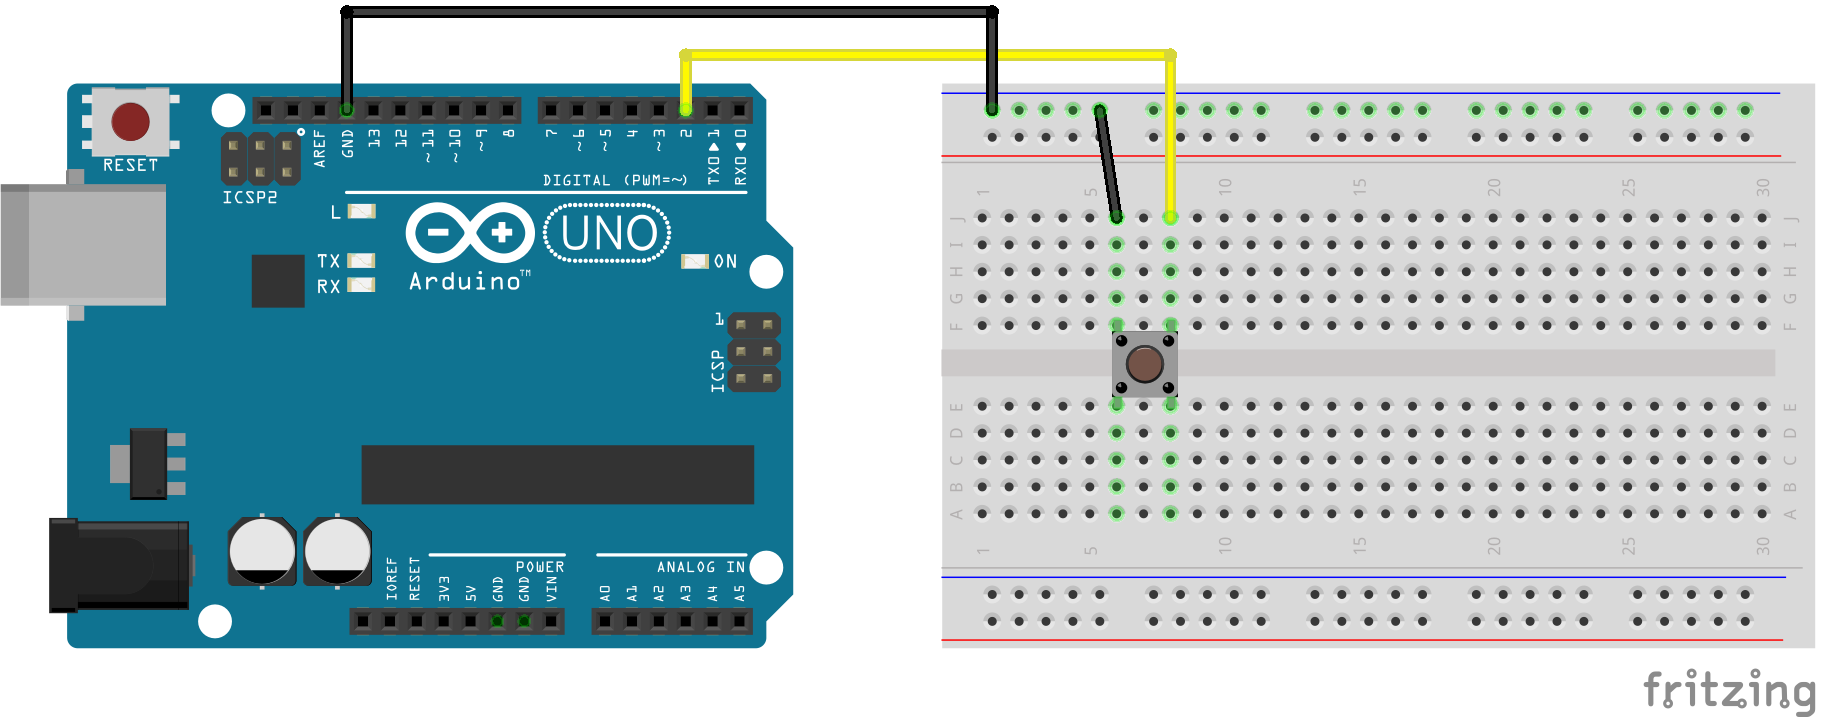 RESET
ICSP2
AREF
GND
13
12
~11
~10
~9
8
7
~6
~5
4
~3
2
TX0▶1
RX0◀0
DIGITAL (PWM=~)
L
TX
RX
UNO
Arduino™
ON
1
ICSP
IOREF
RESET
3V3
5V
GND
GND
VIN
POWER
A0
A1
A2
A3
A4
A5
ANALOG IN
1 5 10 15 20 25 30
J J
I I
H H
G G
F F
E E
D D
C C
B B
A A
1 5 10 15 20 25 30
fritzing